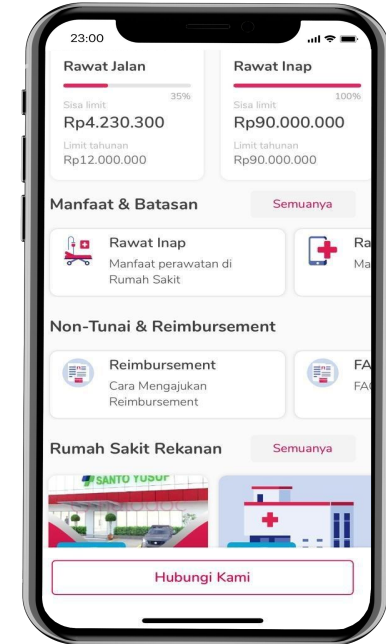 23:00
Rawat Jalan
35%
Sisa limit
Rp4.230.300
Limit tahunan
Rp12.000.000
Rawat Inap
100%
Sisa limit
Rp90.000.000
Limit tahunan
Rp90.000.000
Manfaat & Batasan
Semuanya
Rawat Inap
Manfaat perawatan di
Rumah Sakit
Ra
Ma
Non-Tunai & Reimbursement
Reimbursement
Cara Mengajukan
Reimbursement
FA
FAQ
Rumah Sakit Rekanan
Semuanya
SANTO YUSUP
Hubungi Kami